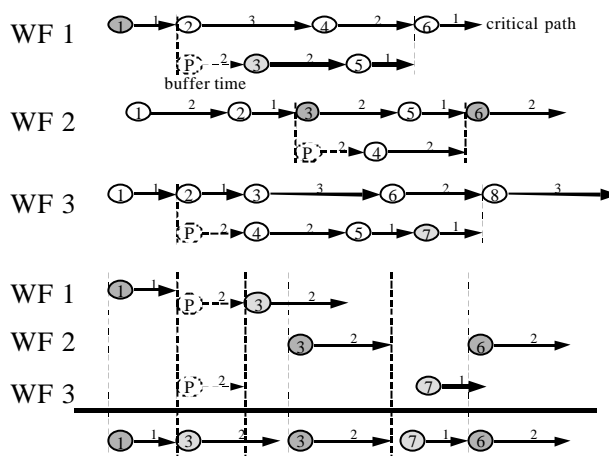 WF 1 1 1 2 3 4 2 6 1 critical path
P 2 3 2 5 1
buffer time
WF 2 1 2 2 1 3 2 5 1 6 2
P 2 4 2
WF 3 1 1 2 1 3 3 6 2 8 3
P 2 4 2 5 1 7 1
WF 1 1 1 P 2 3 2
WF 2 3 2 6 2
WF 3 P 2 7 1
1 1 3 2 3 2 7 1 6 2